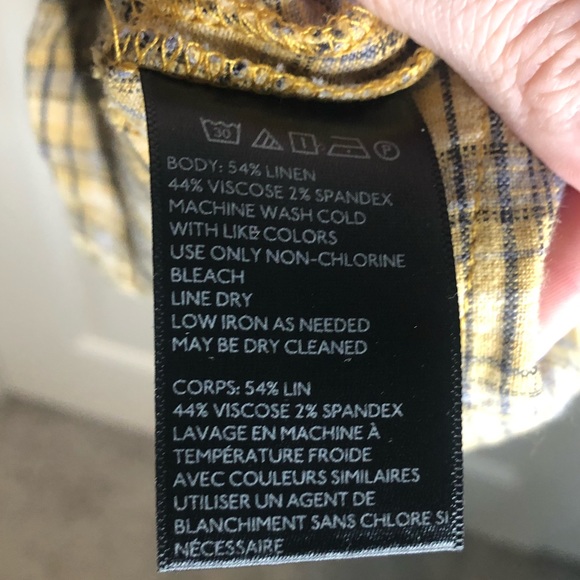 30 P
BODY: 54% LINEN
44% VISCOSE 2% SPANDEX
MACHINE WASH COLD
WITH LIKE COLORS
USE ONLY NON-CHLORINE
BLEACH
LINE DRY
LOW IRON AS NEEDED
MAY BE DRY CLEANED
CORPS: 54% LIN
44% VISCOSE 2% SPANDEX
LAVAGE EN MACHINE À
TEMPÉRATURE FROIDE
AVEC COULEURS SIMILAIRES
UTILISER UN AGENT DE
BLANCHIMENT SANS CHLORE SI
NÉCESSAIRE